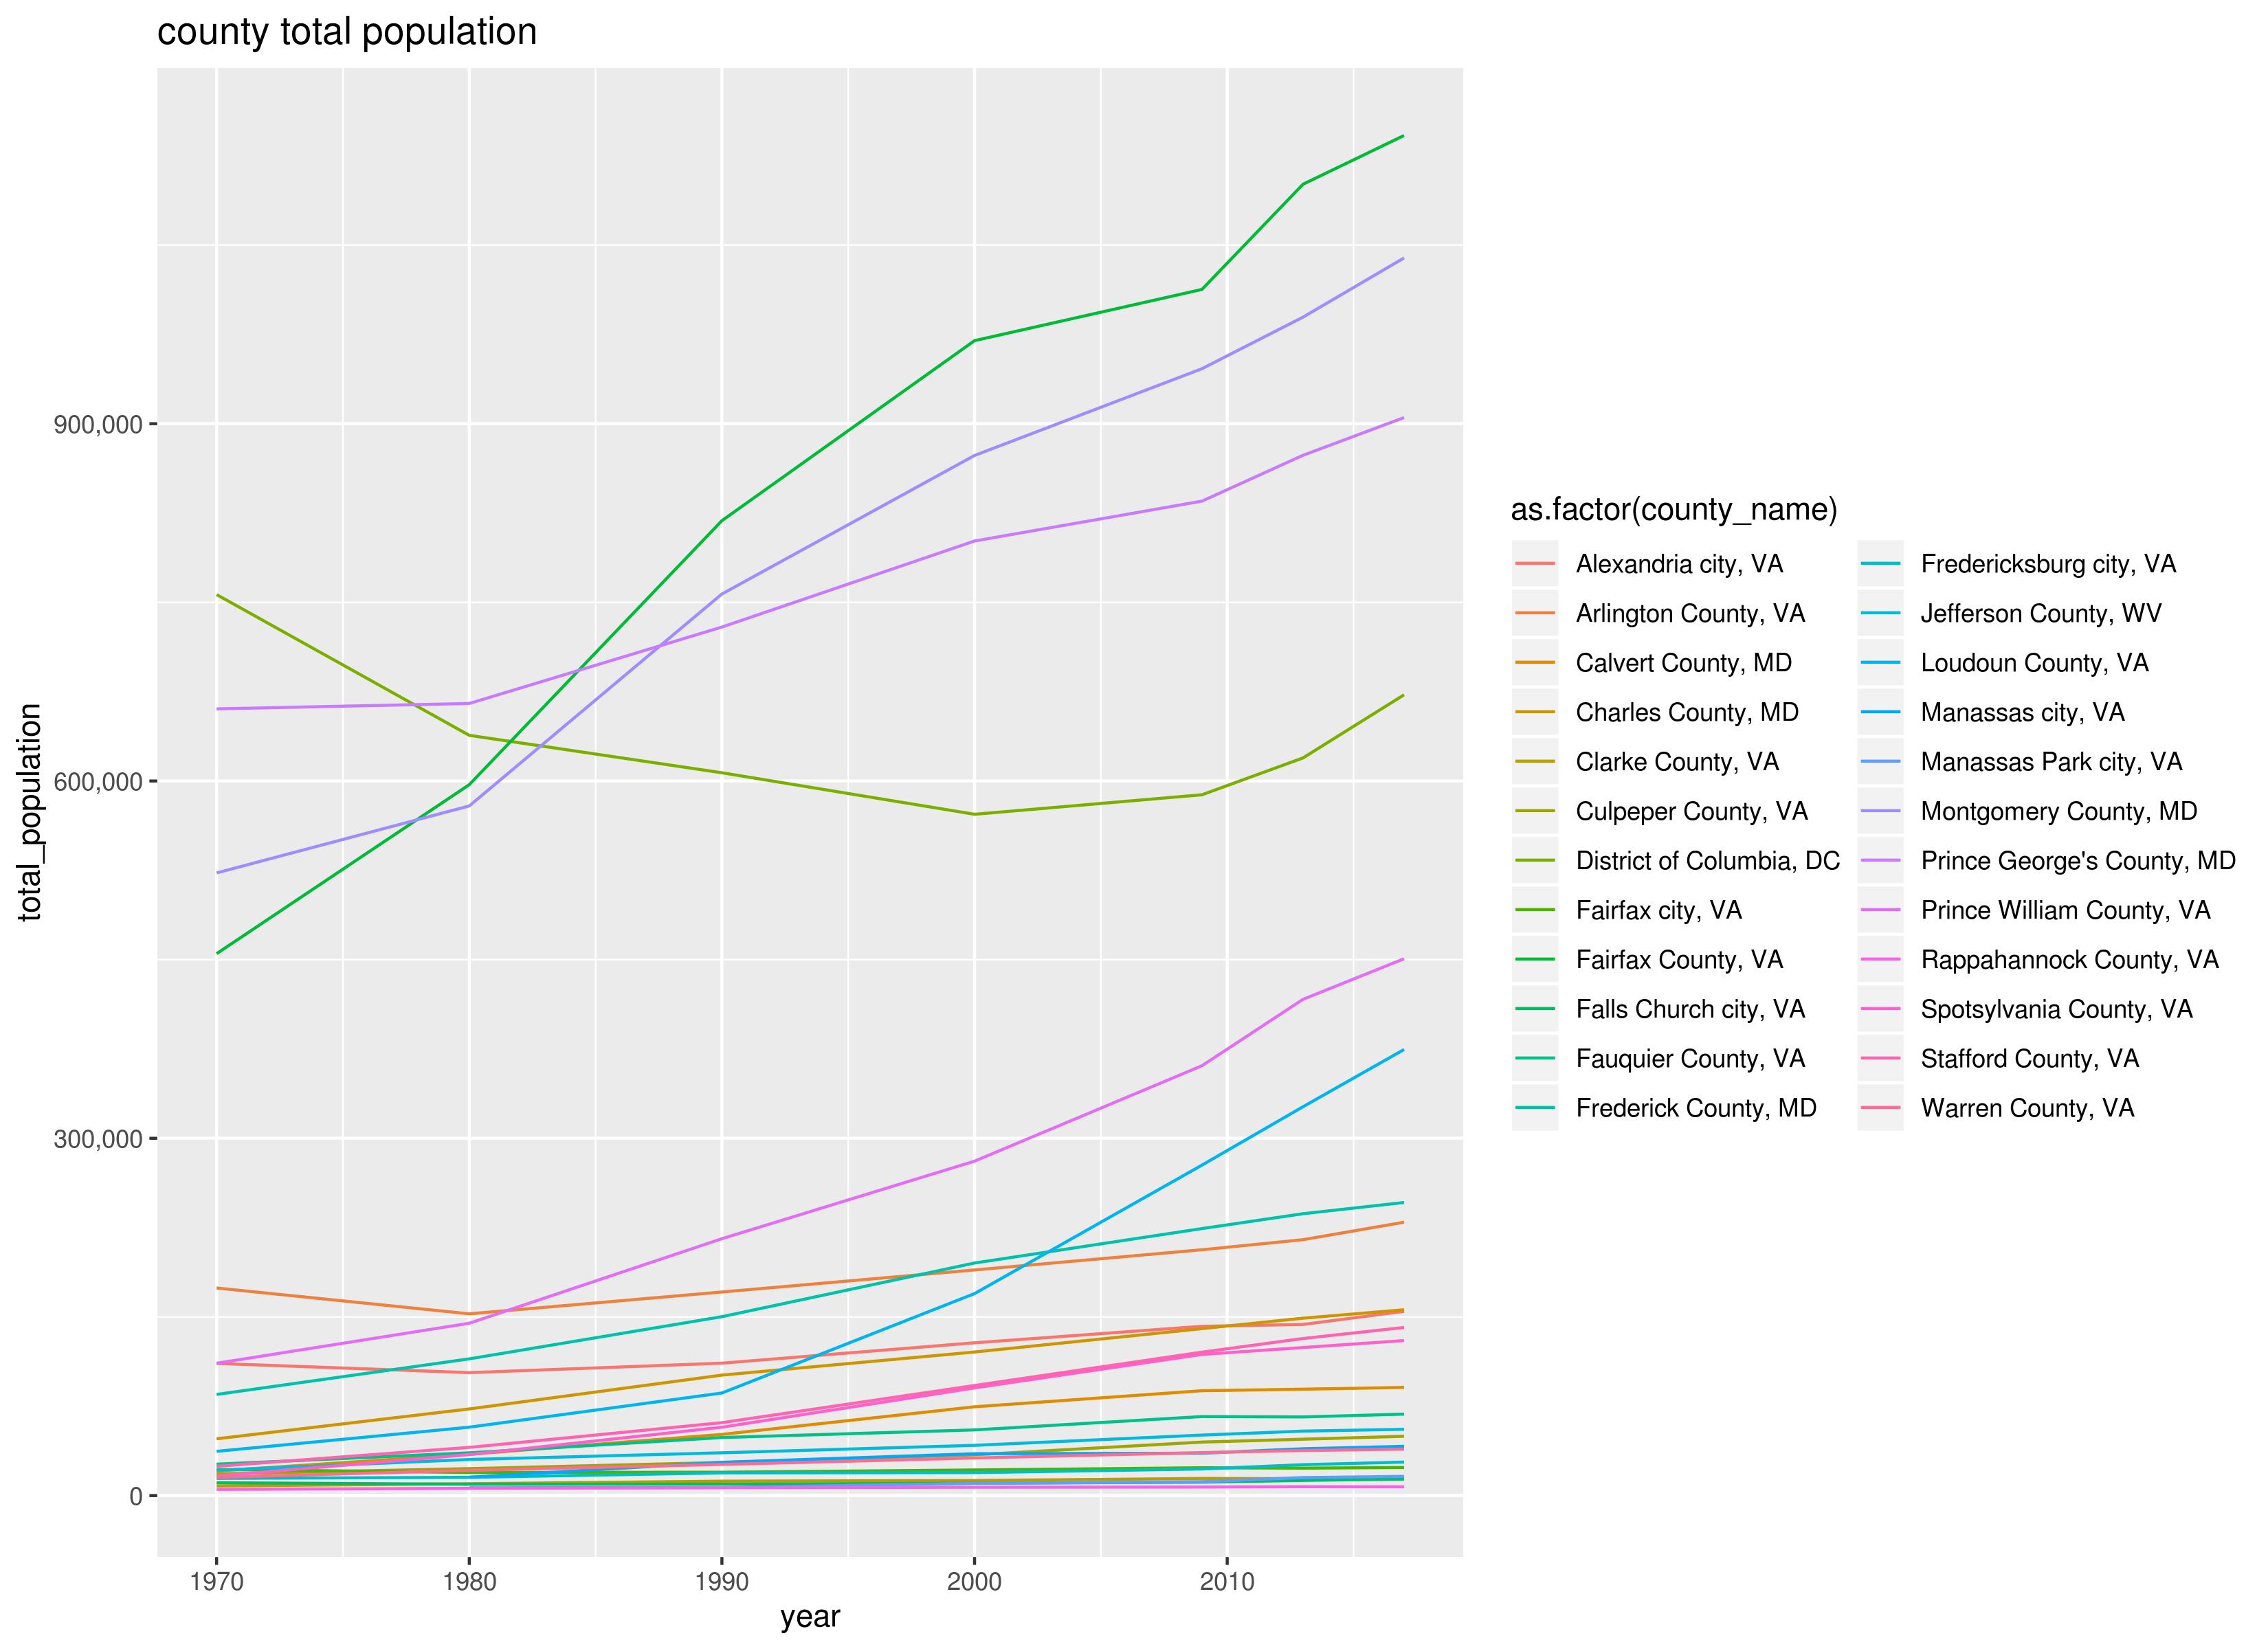 county total population
total_population
900,000
600,000
300,000
0
1970 1980 1990 2000 2010
year
as.factor(county_name)
Alexandria city, VA
Arlington County, VA
Calvert County, MD
Charles County, MD
Clarke County, VA
Culpeper County, VA
District of Columbia, DC
Fairfax city, VA
Fairfax County, VA
Falls Church city, VA
Fauquier County, VA
Frederick County, MD
Fredericksburg city, VA
Jefferson County, WV
Loudoun County, VA
Manassas city, VA
Manassas Park city, VA
Montgomery County, MD
Prince George's County, MD
Prince William County, VA
Rappahannock County, VA
Spotsylvania County, VA
Stafford County, VA
Warren County, VA